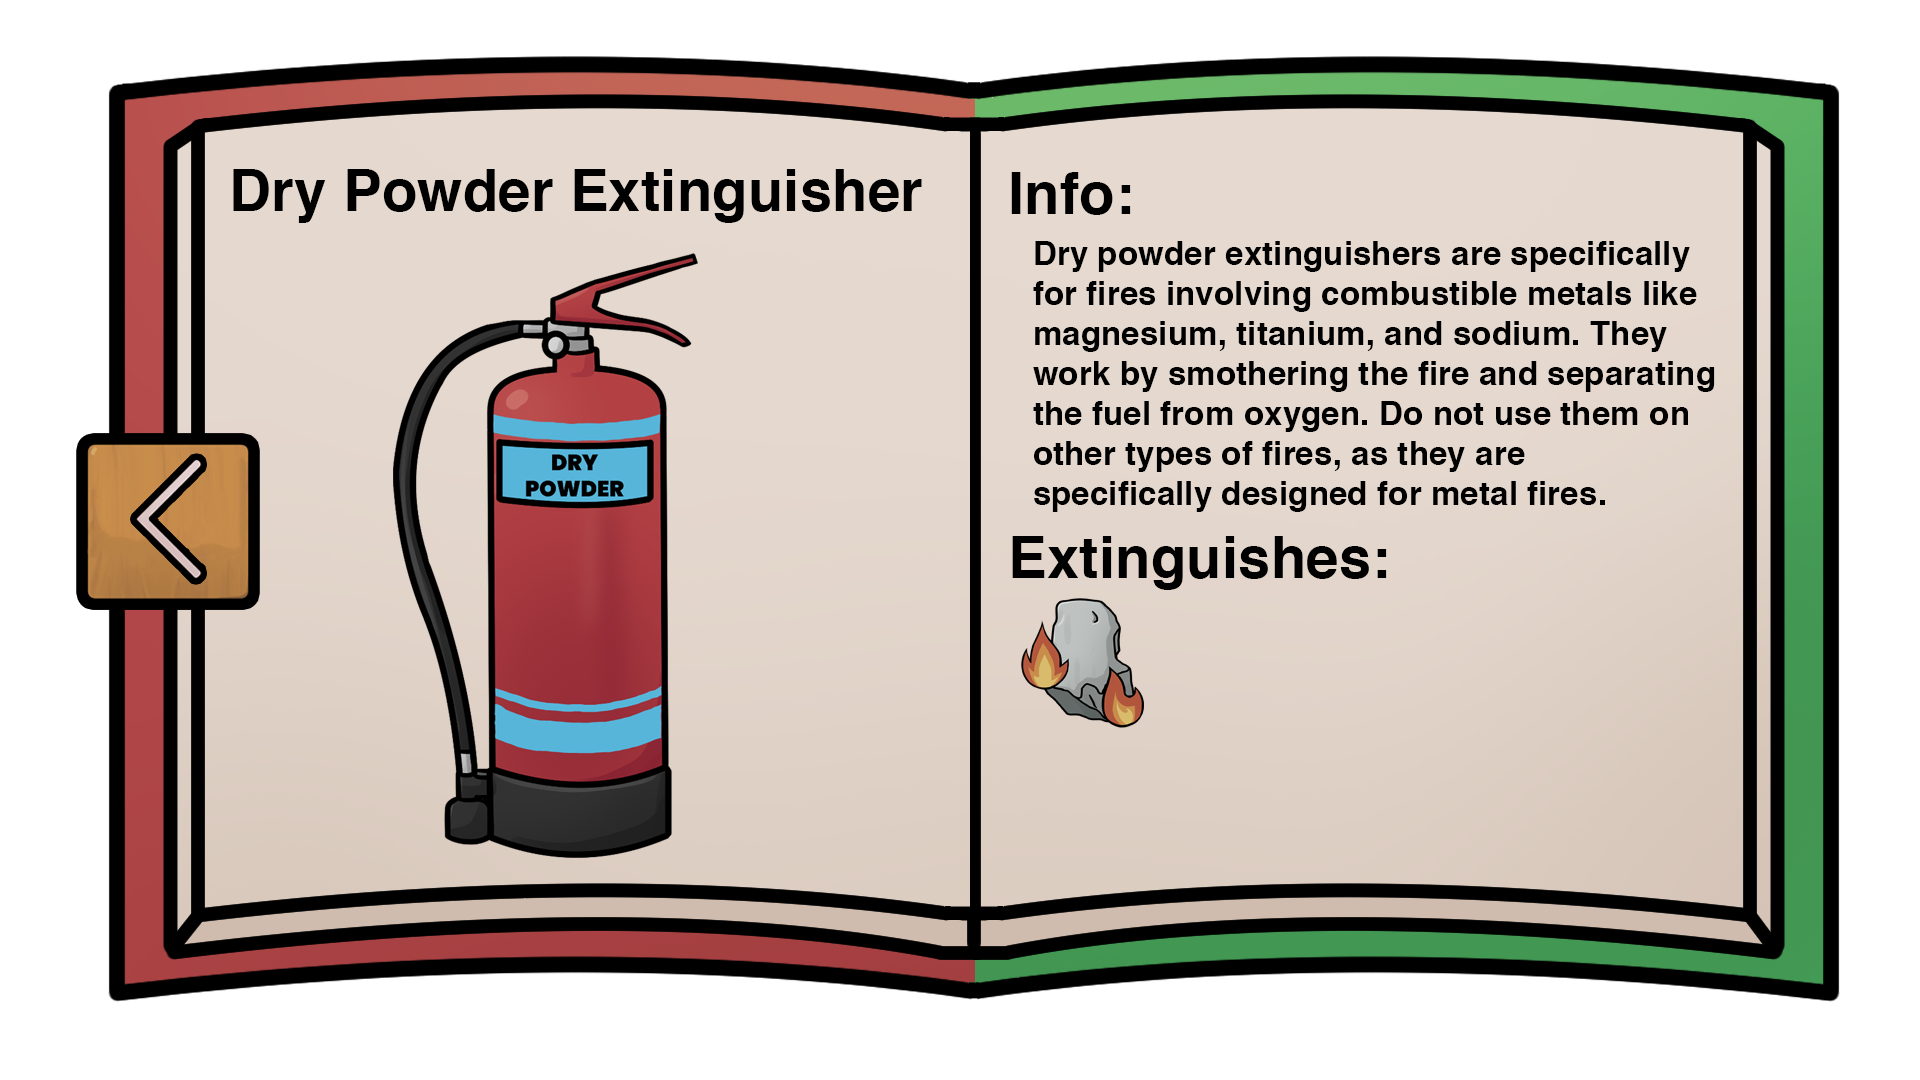 Dry Powder Extinguisher
DRY
POWDER
Info:
Dry powder extinguishers are specifically
for fires involving combustible metals like
magnesium, titanium, and sodium. They
work by smothering the fire and separating
the fuel from oxygen. Do not use them on
other types of fires, as they are
specifically designed for metal fires.
Extinguishes: